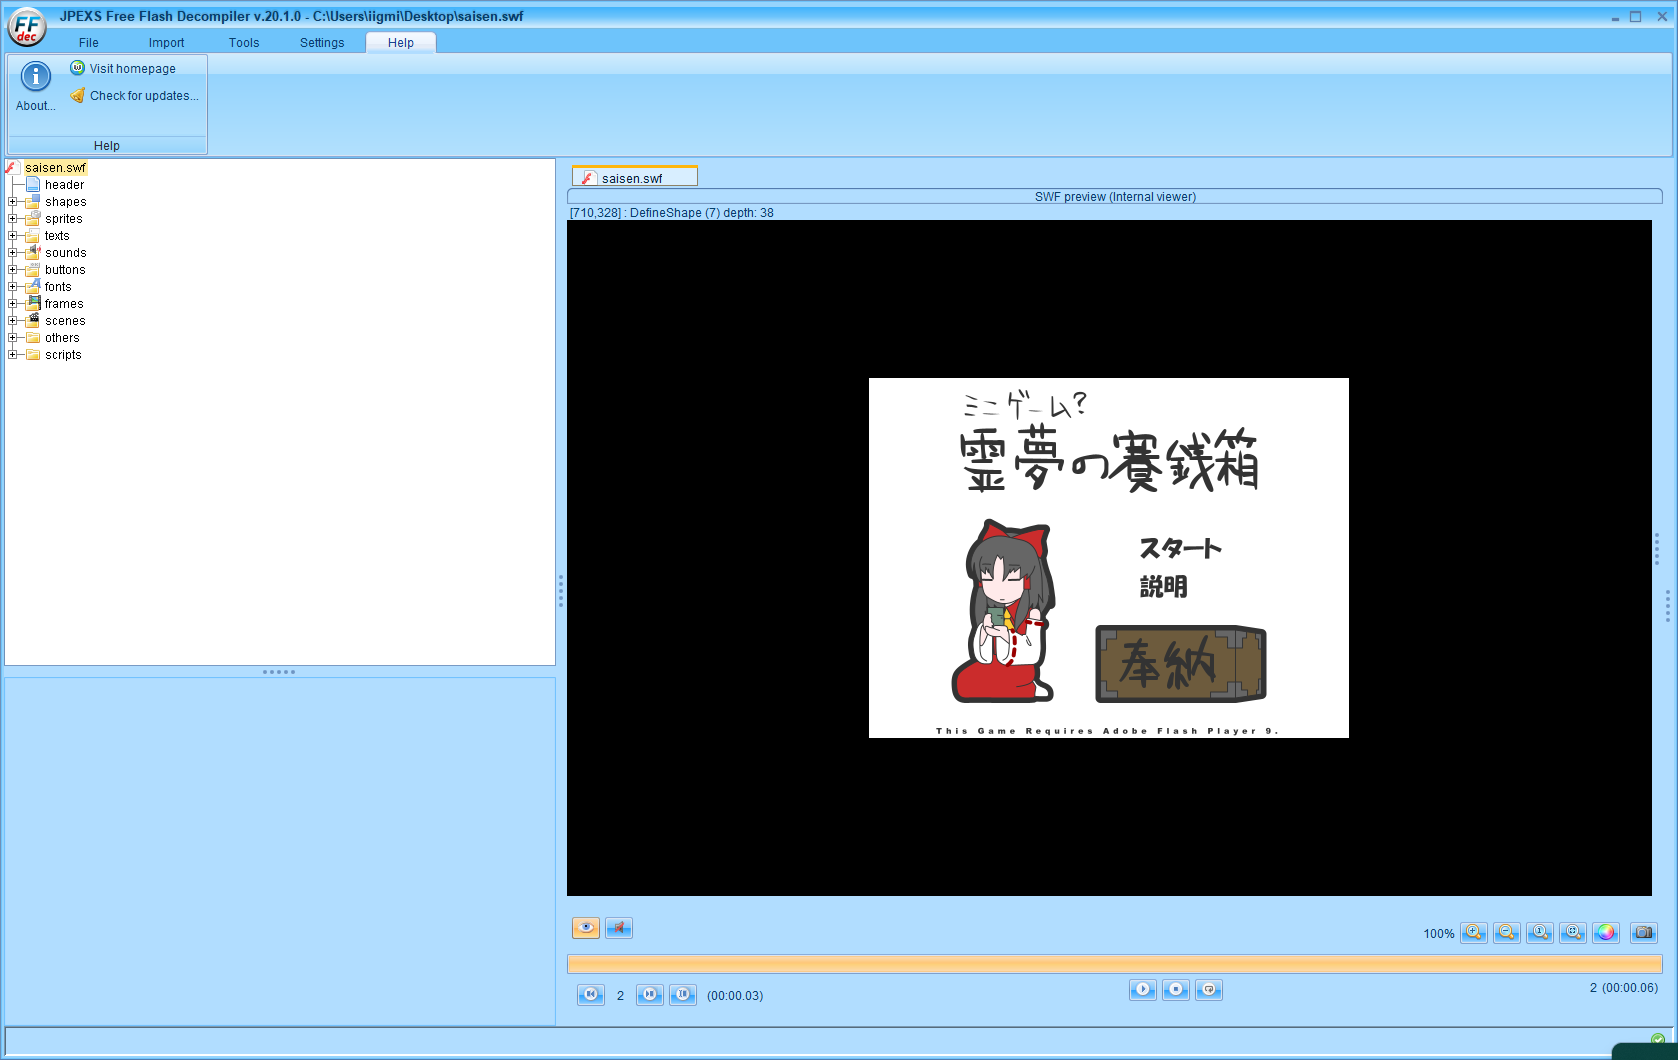 JPEXS Free Flash Decompiler v.20.1.0 - C:\Users\iigmi\Desktop\saisen.swf
FF dec
File Import Tools Settings Help
About...
Visit homepage
Check for updates...
Help
saisen.swf
header
shapes
sprites
texts
sounds
buttons
fonts
frames
scenes
others
scripts
saisen.swf
SWF preview (Internal viewer)
[710,328] : DefineShape (7) depth: 38
ミニゲーム?
霊夢の賽銭箱
スタート
説明
奉納
This Game Requires Adobe Flash Player 9.
100%
2 (00:00.03)
2 (00:00.06)